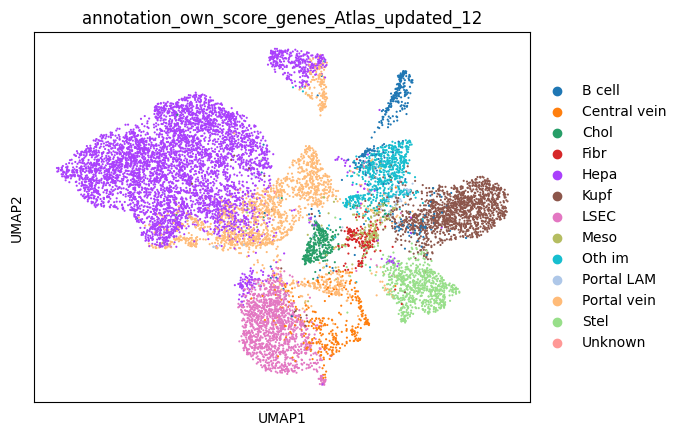 annotation_own_score_genes_Atlas_updated_12
UMAP2
UMAP1
B cell
Central vein
Chol
Fibr
Hepa
Kupf
LSEC
Meso
Oth im
Portal LAM
Portal vein
Stel
Unknown